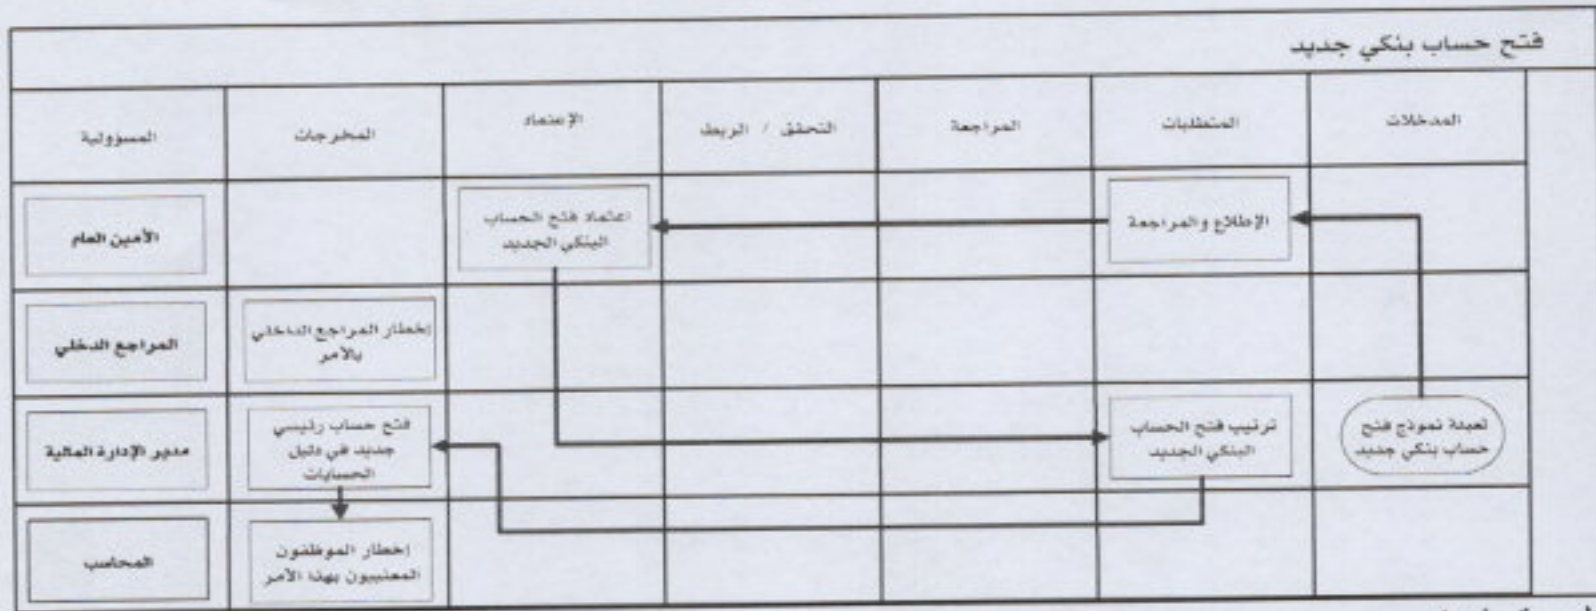 فتح حساب بنكي جديد
المدخلات
المتطلبات
المراجعة
التحقق / الربط
الإعتماد
المخرجات
المسؤولية
الإطلاع والمراجعة
اعتماد فتح الحساب
البنكي الجديد
الأمين العام
إخطار المراجع الداخلي
بالأمر
المراجع الدخلي
تعبئة نموذج فتح
حساب بنكي جديد
ترتيب فتح الحساب
البنكي الجديد
فتح حساب رئيسي
جديد في دليل
الحسابات
مدير الإدارة المالية
إخطار الموظفون
المعنييون بهذا الأمر
المحاسب